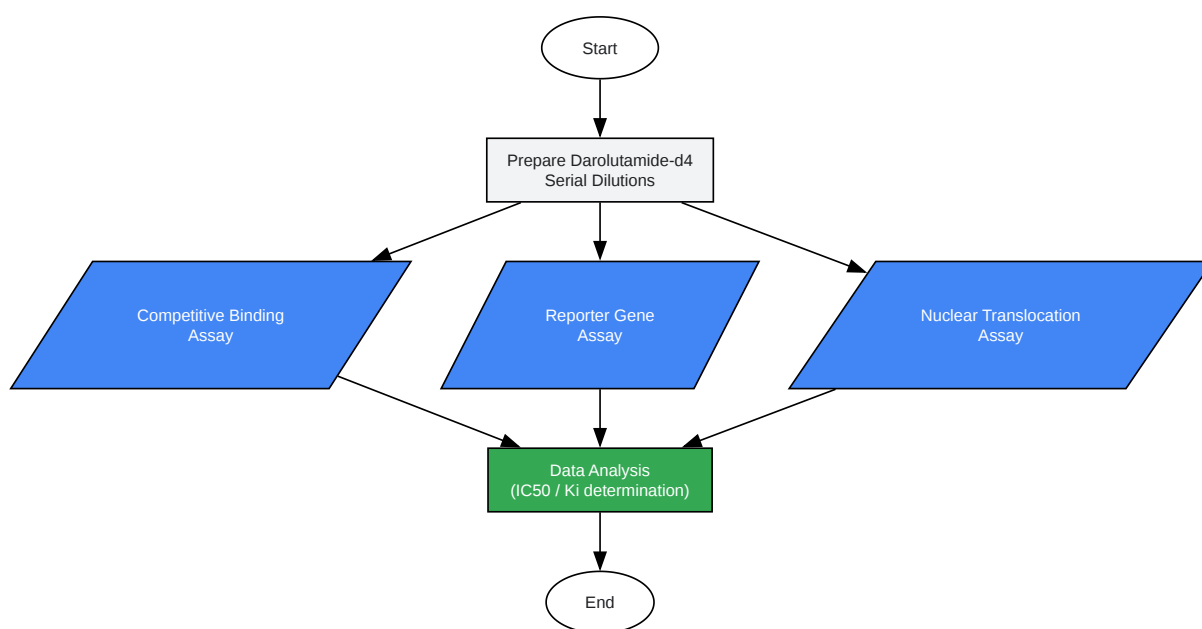 Start
Prepare Darolutamide-d4
Serial Dilutions
Competitive Binding
Assay
Reporter Gene
Assay
Nuclear Translocation
Assay
Data Analysis
(IC50 / Ki determination)
End